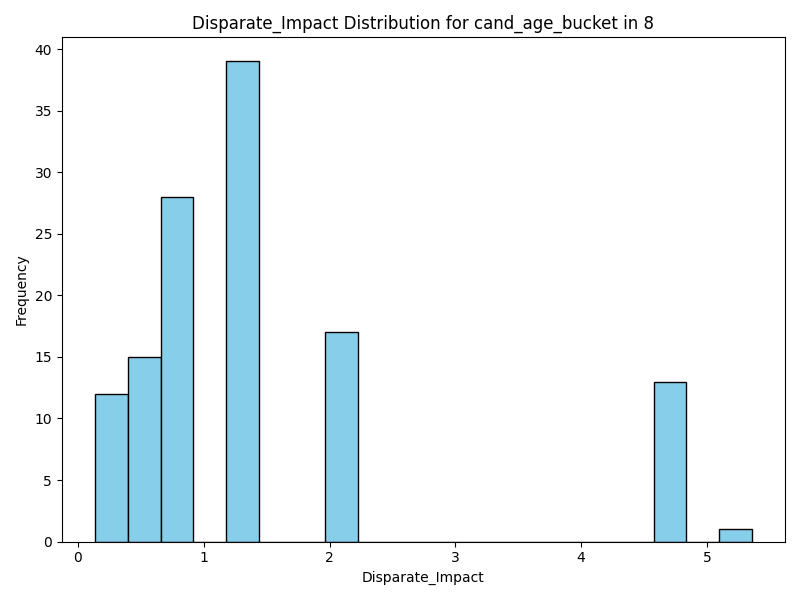 Disparate_Impact Distribution for cand_age_bucket in 8
40
35
30
25
20
15
10
5
0
Frequency
0 1 2 3 4 5
Disparate_Impact